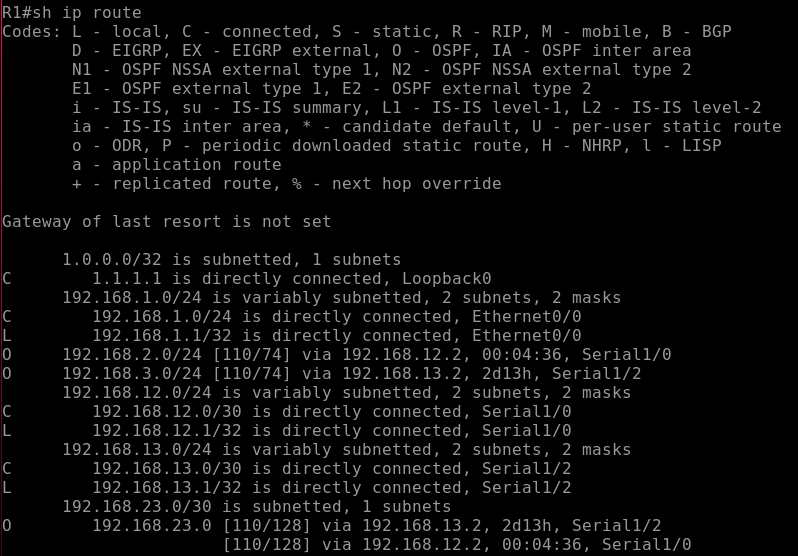 R1#sh ip route
Codes: L - local, C - connected, S - static, R - RIP, M - mobile, B - BGP
       D - EIGRP, EX - EIGRP external, O - OSPF, IA - OSPF inter area
       N1 - OSPF NSSA external type 1, N2 - OSPF NSSA external type 2
       E1 - OSPF external type 1, E2 - OSPF external type 2
       i - IS-IS, su - IS-IS summary, L1 - IS-IS level-1, L2 - IS-IS level-2
       ia - IS-IS inter area, * - candidate default, U - per-user static route
       o - ODR, P - periodic downloaded static route, H - NHRP, l - LISP
       a - application route
       + - replicated route, % - next hop override

Gateway of last resort is not set

      1.0.0.0/32 is subnetted, 1 subnets
C        1.1.1.1 is directly connected, Loopback0
      192.168.1.0/24 is variably subnetted, 2 subnets, 2 masks
C        192.168.1.0/24 is directly connected, Ethernet0/0
L        192.168.1.1/32 is directly connected, Ethernet0/0
O     192.168.2.0/24 [110/74] via 192.168.12.2, 00:04:36, Serial1/0
O     192.168.3.0/24 [110/74] via 192.168.13.2, 2d13h, Serial1/2
      192.168.12.0/24 is variably subnetted, 2 subnets, 2 masks
C        192.168.12.0/30 is directly connected, Serial1/0
L        192.168.12.1/32 is directly connected, Serial1/0
      192.168.13.0/24 is variably subnetted, 2 subnets, 2 masks
C        192.168.13.0/30 is directly connected, Serial1/2
L        192.168.13.1/32 is directly connected, Serial1/2
      192.168.23.0/30 is subnetted, 1 subnets
O        192.168.23.0 [110/128] via 192.168.13.2, 2d13h, Serial1/2
                      [110/128] via 192.168.12.2, 00:04:36, Serial1/0